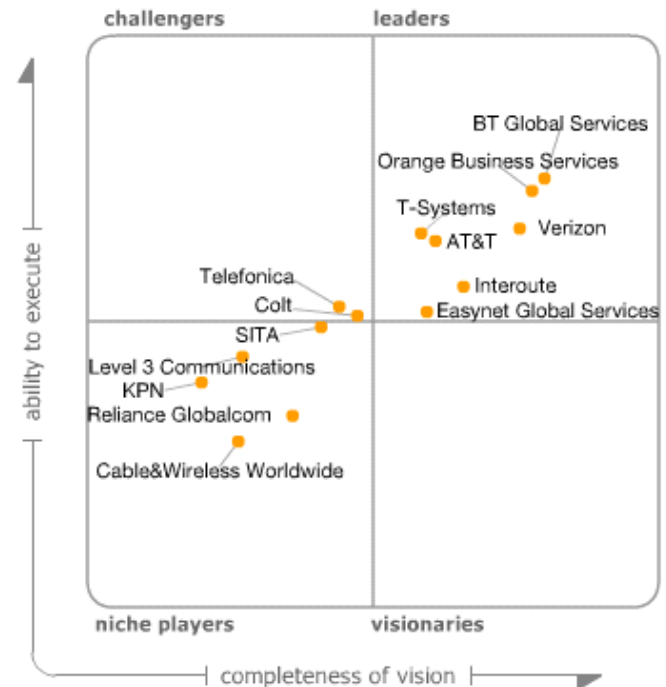 challengers
leaders
BT Global Services
Orange Business Services
T-Systems
Verizon
AT&T
Telefonica
Interoute
Colt
Easynet Global Services
SITA
Level 3 Communications
KPN
Reliance Globalcom
Cable&Wireless Worldwide
ability to execute
niche players
visionaries
completeness of vision